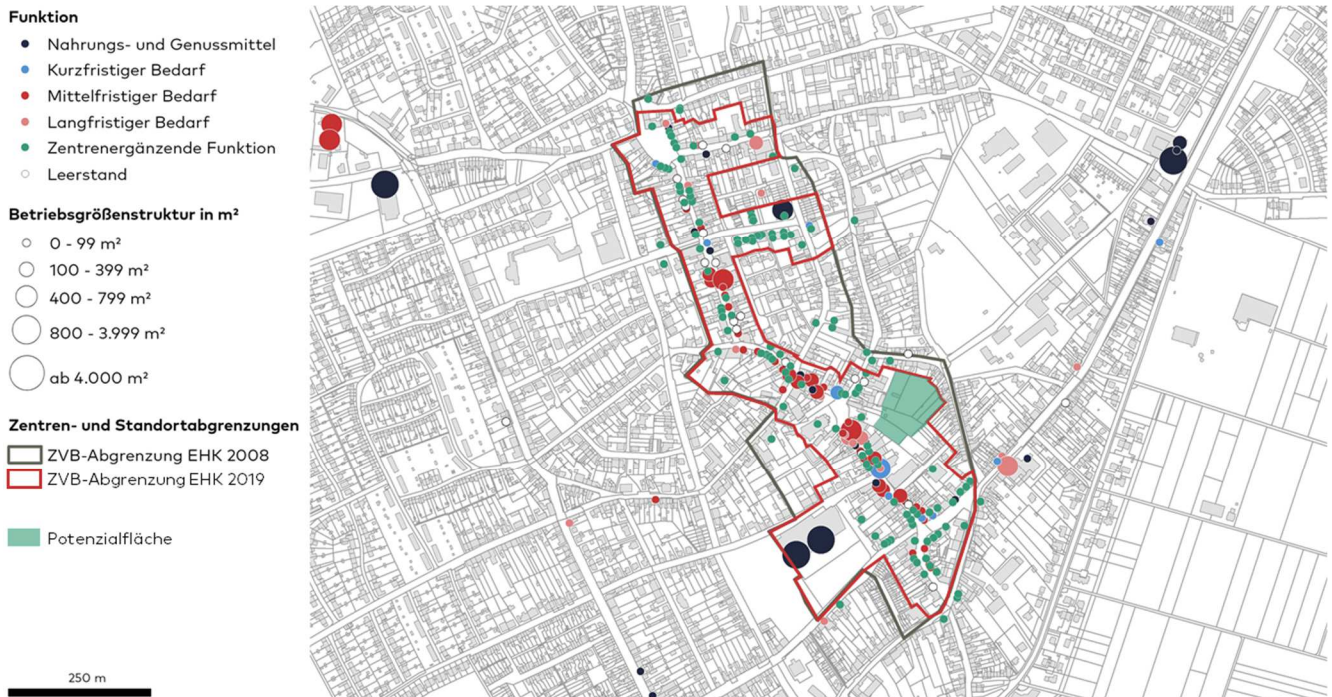 Funktion
Nahrungs- und Genussmittel
Kurzfristiger Bedarf
Mittelfristiger Bedarf
Langfristiger Bedarf
Zentrenergänzende Funktion
Leerstand
Betriebsgrößenstruktur in m²
0 - 99 m²
100 - 399 m²
400 - 799 m²
800 - 3.999 m²
ab 4.000 m²
Zentren- und Standortabgrenzungen
ZVB-Abgrenzung EHK 2008
ZVB-Abgrenzung EHK 2019
Potenzialfläche
250 m